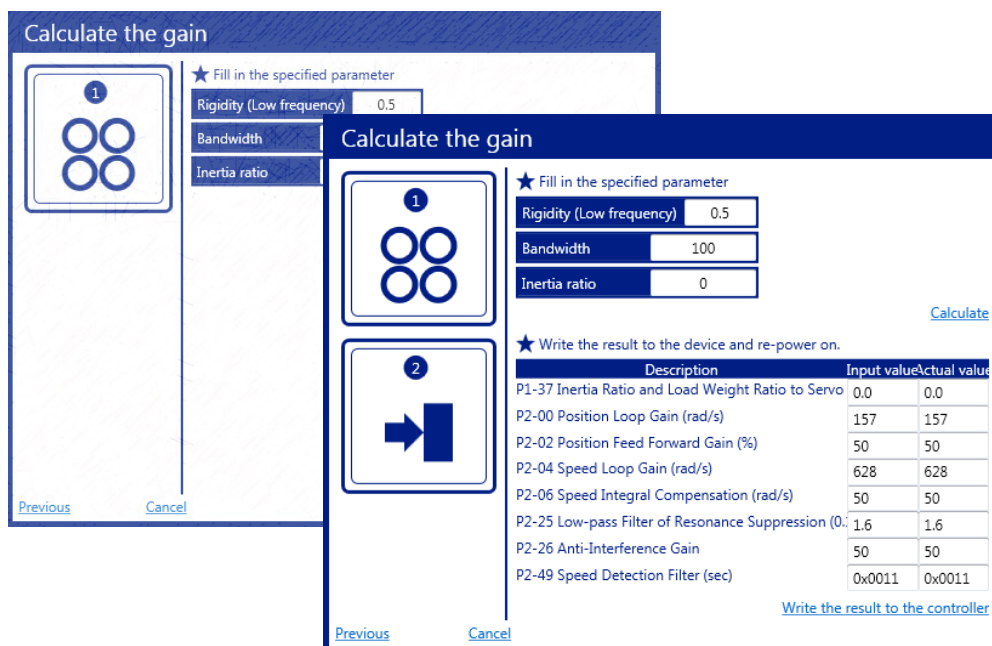 Calculate the gain
1
★ Fill in the specified parameter
Rigidity (Low frequency) 0.5
Bandwidth
Inertia ratio
Previous Cancel
Calculate the gain
1
★ Fill in the specified parameter
Rigidity (Low frequency) 0.5
Bandwidth 100
Inertia ratio 0
Calculate
2
★ Write the result to the device and re-power on.
Description Input value Actual value
P1-37 Inertia Ratio and Load Weight Ratio to Servo 0.0 0.0
P2-00 Position Loop Gain (rad/s) 157 157
P2-02 Position Feed Forward Gain (%) 50 50
P2-04 Speed Loop Gain (rad/s) 628 628
P2-06 Speed Integral Compensation (rad/s) 50 50
P2-25 Low-pass Filter of Resonance Suppression (0. 1.6 1.6
P2-26 Anti-Interference Gain 50 50
P2-49 Speed Detection Filter (sec) 0x0011 0x0011
Write the result to the controller
Previous Cancel